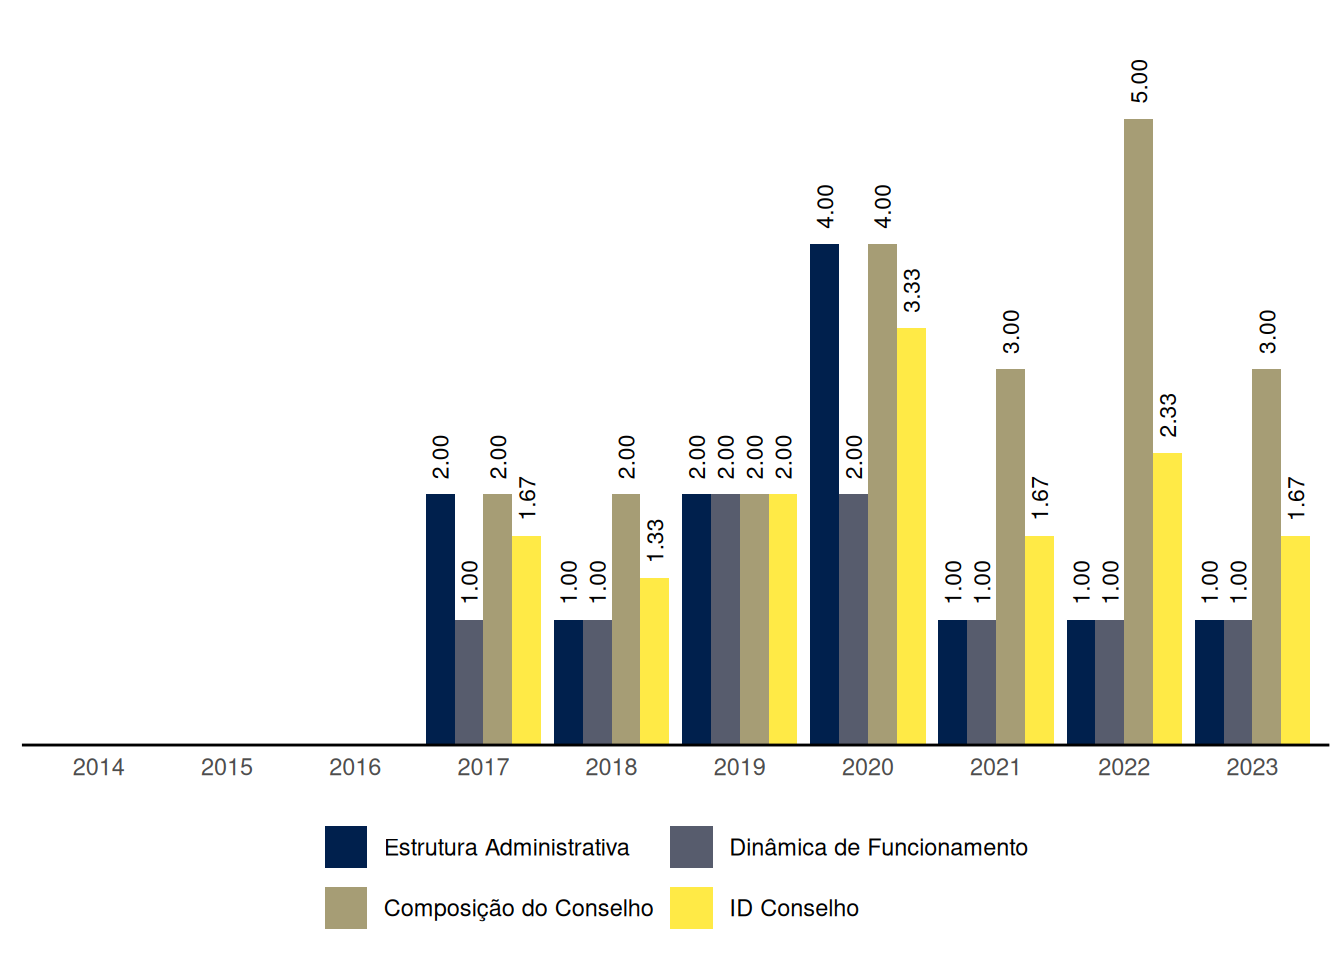 5.00
4.00 4.00
3.33
3.00 3.00
2.33
2.00 2.00 2.00 2.00 2.00 2.00 2.00 2.00
1.67 1.67 1.67
1.33
1.00 1.00 1.00 1.00 1.00 1.00 1.00 1.00 1.00
2014 2015 2016 2017 2018 2019 2020 2021 2022 2023
Estrutura Administrativa Dinâmica de Funcionamento
Composição do Conselho ID Conselho